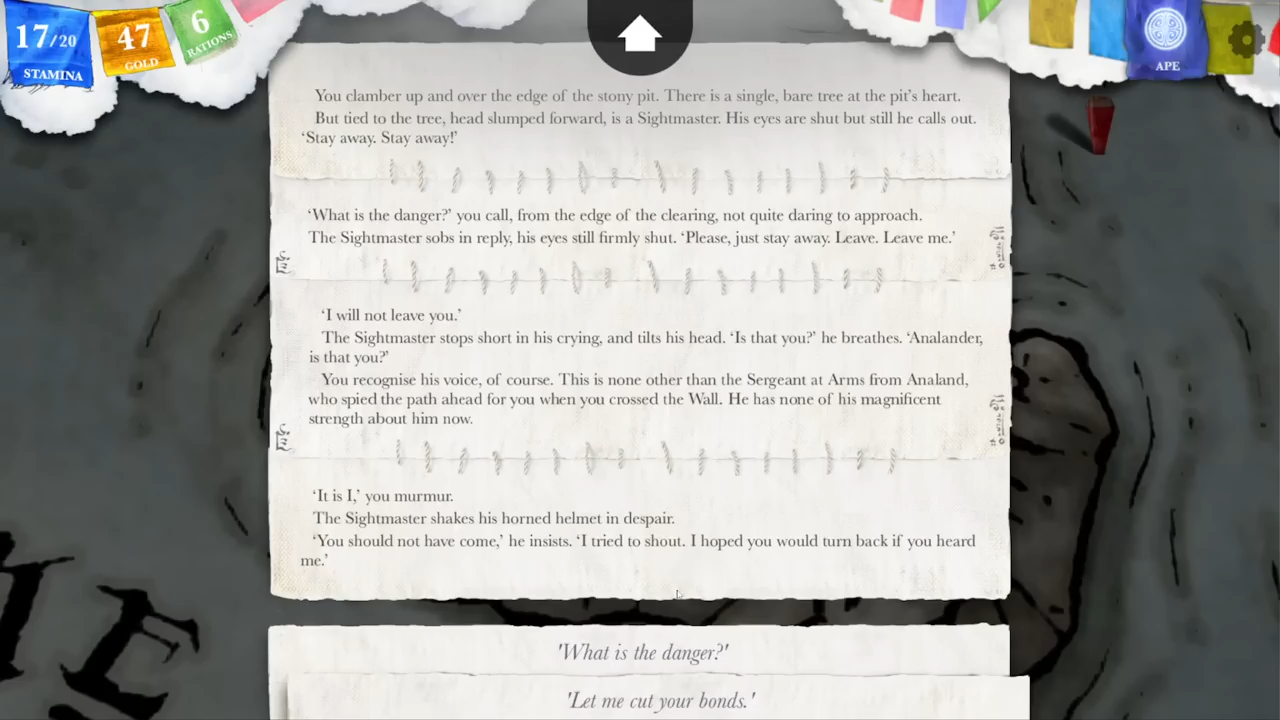 17/20
STAMINA
47
GOLD
6
RATIONS
APE
You clamber up and over the edge of the stony pit. There is a single, bare tree at the pit's heart.
But tied to the tree, head slumped forward, is a Sightmaster. His eyes are shut but still he calls out.
‘Stay away. Stay away!’
‘What is the danger?’ you call, from the edge of the clearing, not quite daring to approach.
The Sightmaster sobs in reply, his eyes still firmly shut. ‘Please, just stay away. Leave. Leave me.’
‘I will not leave you.’
The Sightmaster stops short in his crying, and tilts his head. ‘Is that you?’ he breathes. ‘Analander,
is that you?’
You recognise his voice, of course. This is none other than the Sergeant at Arms from Analand,
who spied the path ahead for you when you crossed the Wall. He has none of his magnificent
strength about him now.
‘It is I,’ you murmur.
The Sightmaster shakes his horned helmet in despair.
‘You should not have come,’ he insists. ‘I tried to shout. I hoped you would turn back if you heard
me.’
'What is the danger?'
'Let me cut your bonds.'